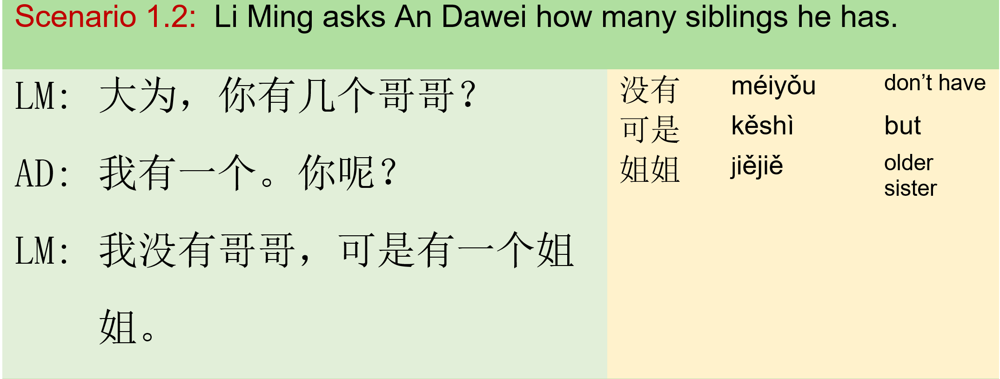 Scenario 1.2: Li Ming asks An Dawei how many siblings he has.
LM: 大为，你有几个哥哥？
AD: 我有一个。你呢？
LM: 我没有哥哥，可是有一个姐
姐。
没有 méiyǒu don’t have
可是 kěshì but
姐姐 jiějiě older
sister